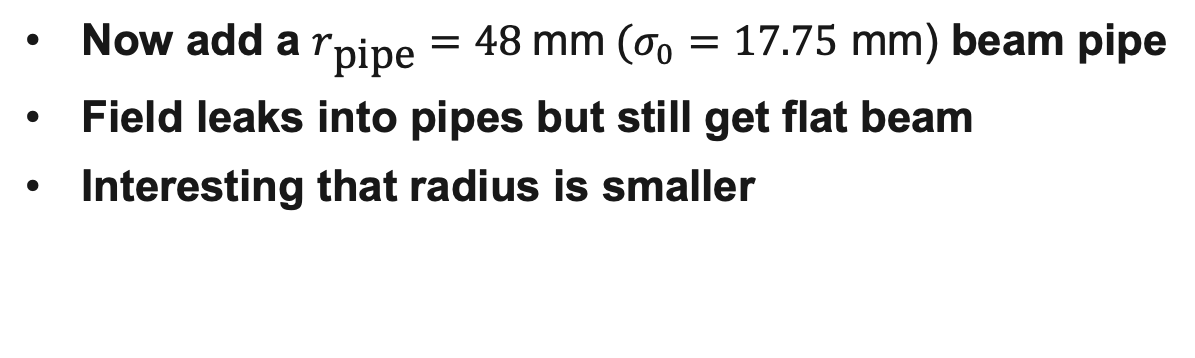 • Now add a r_pipe = 48 mm (σ₀ = 17.75 mm) beam pipe
• Field leaks into pipes but still get flat beam
• Interesting that radius is smaller